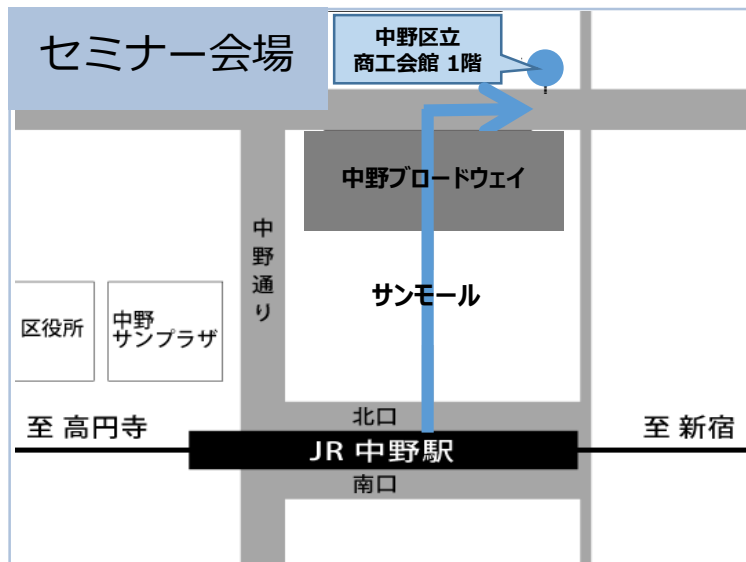 セミナー会場
中野区立
商工会館 1階
中野ブロードウェイ
中野通り
サンモール
区役所
中野
サンプラザ
至 高円寺
北口
至 新宿
JR 中野駅
南口